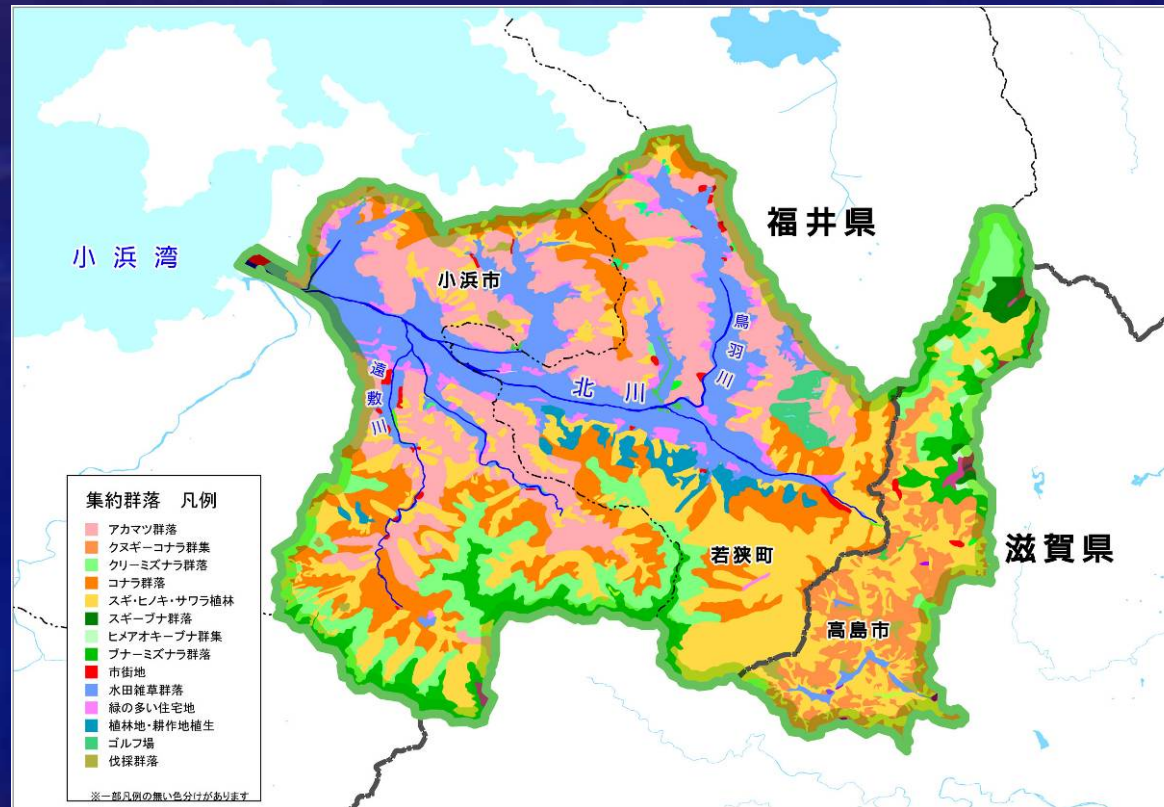 福井県
小浜湾
小浜市
鳥羽川
北川
遠敷川
若狭町
滋賀県
高島市
集約群落 凡例
アカマツ群落
クヌギーコナラ群集
クリーミズナラ群落
コナラ群落
スギ・ヒノキ・サワラ植林
スギーブナ群落
ヒメアオキーブナ群集
ブナーミズナラ群落
市街地
水田雑草群落
緑の多い住宅地
植林地・耕作地植生
ゴルフ場
伐採群落
※一部凡例の無い色分けがあります